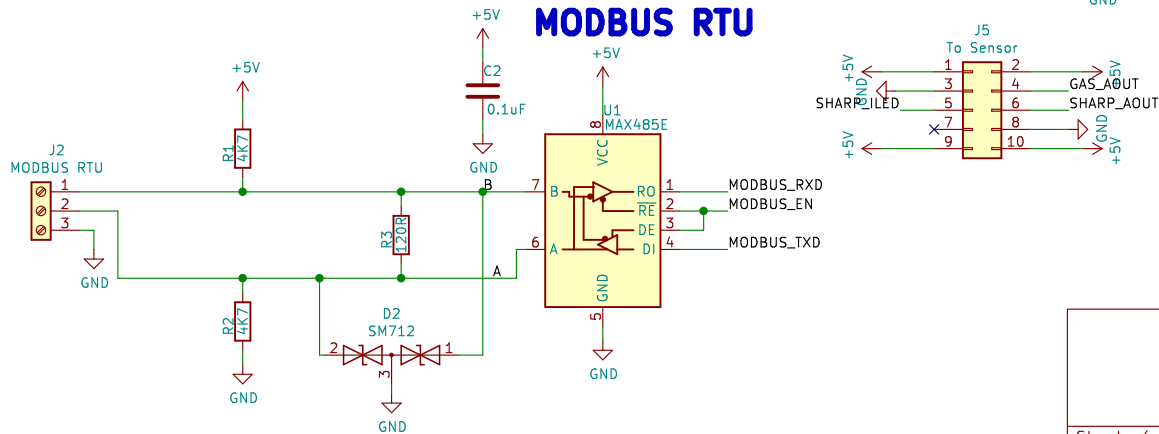 GND
MODBUS RTU
+5V
C2
0.1uF
GND
+5V
R1
4K7
J2
MODBUS RTU
1
2
3
GND
R2
4K7
GND
R3
120R
B
A
D2
SM712
2
1
3
GND
+5V
U1
MAX485E
8
VCC
7 B
6 A
RO 1 MODBUS_RXD
RE 2 MODBUS_EN
DE 3
DI 4 MODBUS_TXD
GND
5
GND
J5
To Sensor
+5V 1 2 +5V
GND 3 4 GAS_AOUT
SHARP_ILED 5 6 SHARP_AOUT
7 8 GND
+5V 9 10 +5V